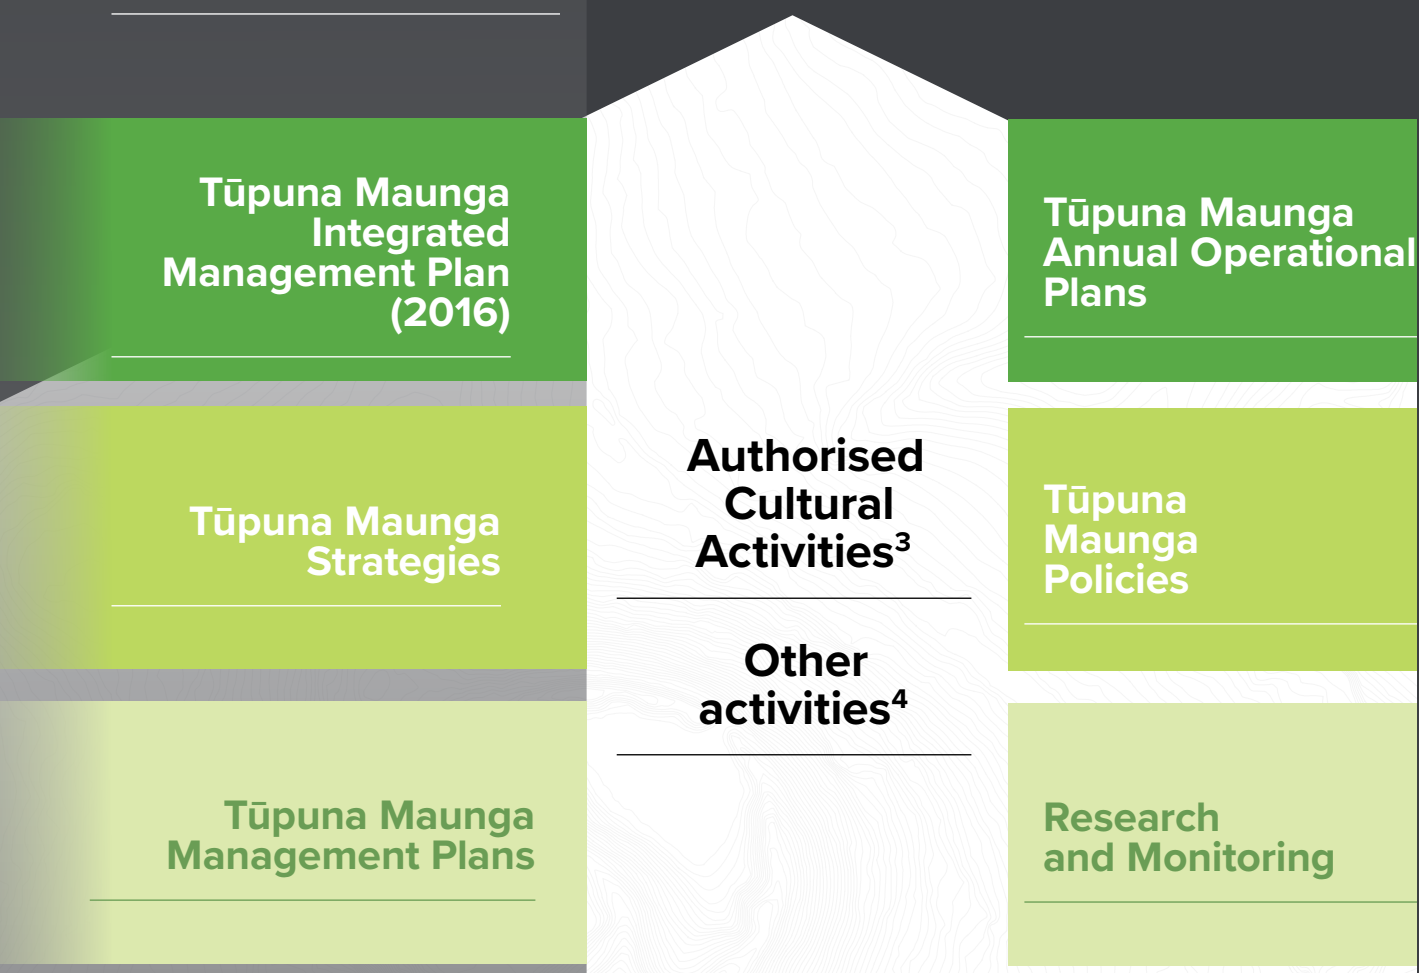 Tūpuna Maunga
Integrated
Management Plan
(2016)
Tūpuna Maunga
Strategies
Tūpuna Maunga
Management Plans
Authorised
Cultural
Activities³
Other
activities⁴
Tūpuna Maunga
Annual Operational
Plans
Tūpuna
Maunga
Policies
Research
and Monitoring